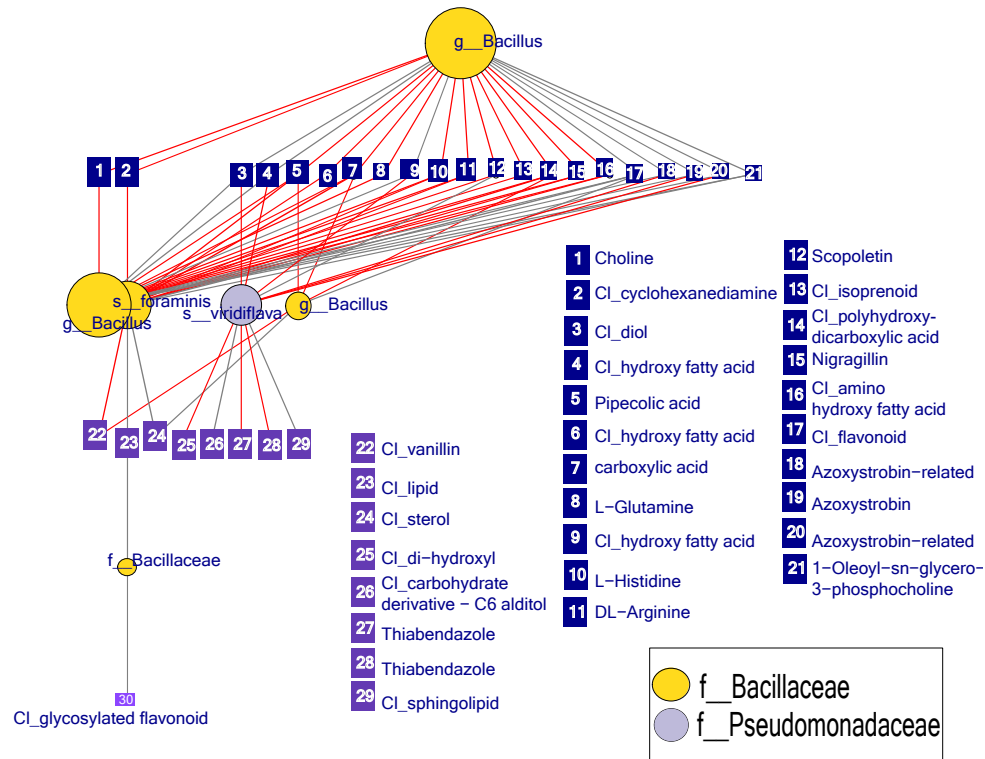 g__Bacillus
1
2
3
4
5
6
7
8
9
10
11
12
13
14
15
16
17
18
19
20
21
s__foraminis
g__Bacillus
s__viridiflava
g__Bacillus
22
23
24
25
26
27
28
29
f__Bacillaceae
30
CI_glycosylated flavonoid
22 CI_vanillin
23 CI_lipid
24 CI_sterol
25 CI_di−hydroxyl
26 CI_carbohydrate
derivative − C6 alditol
27 Thiabendazole
28 Thiabendazole
29 CI_sphingolipid
1 Choline
2 CI_cyclohexanediamine
3 CI_diol
4 CI_hydroxy fatty acid
5 Pipecolic acid
6 CI_hydroxy fatty acid
7 carboxylic acid
8 L−Glutamine
9 CI_hydroxy fatty acid
10 L−Histidine
11 DL−Arginine
12 Scopoletin
13 CI_isoprenoid
14 CI_polyhydroxy-
dicarboxylic acid
15 Nigragillin
16 CI_amino
hydroxy fatty acid
17 CI_flavonoid
18 Azoxystrobin−related
19 Azoxystrobin
20 Azoxystrobin−related
21 1−Oleoyl−sn−glycero−
3−phosphocholine
f__Bacillaceae
f__Pseudomonadaceae